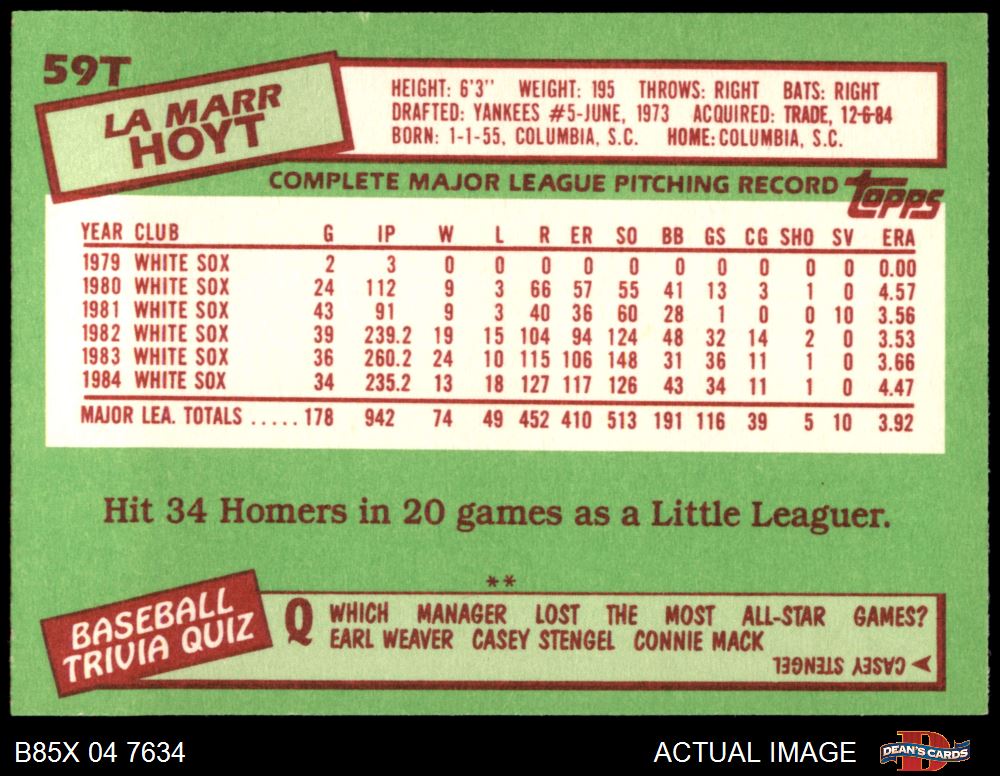 59T
LA MARR
HOYT
HEIGHT: 6'3'' WEIGHT: 195 THROWS: RIGHT BATS: RIGHT
DRAFTED: YANKEES #5-JUNE, 1973 ACQUIRED: TRADE, 12-6-84
BORN: 1-1-55, COLUMBIA, S.C. HOME: COLUMBIA, S.C.
COMPLETE MAJOR LEAGUE PITCHING RECORD
Topps
YEAR CLUB G IP W L R ER SO BB GS CG SHO SV ERA
1979 WHITE SOX 2 3 0 0 0 0 0 0 0 0 0 0 0.00
1980 WHITE SOX 24 112 9 3 66 57 55 41 13 3 1 0 4.57
1981 WHITE SOX 43 91 9 3 40 36 60 28 1 0 0 10 3.56
1982 WHITE SOX 39 239.2 19 15 104 94 124 48 32 14 2 0 3.53
1983 WHITE SOX 36 260.2 24 10 115 106 148 31 36 11 1 0 3.66
1984 WHITE SOX 34 235.2 13 18 127 117 126 43 34 11 1 0 4.47
MAJOR LEA. TOTALS ..... 178 942 74 49 452 410 513 191 116 39 5 10 3.92
Hit 34 Homers in 20 games as a Little Leaguer.
**
BASEBALL
TRIVIA QUIZ
Q WHICH MANAGER LOST THE MOST ALL-STAR GAMES?
EARL WEAVER CASEY STENGEL CONNIE MACK
CASEY STENGEL
B85X 04 7634
ACTUAL IMAGE
D
DEAN'S CARDS